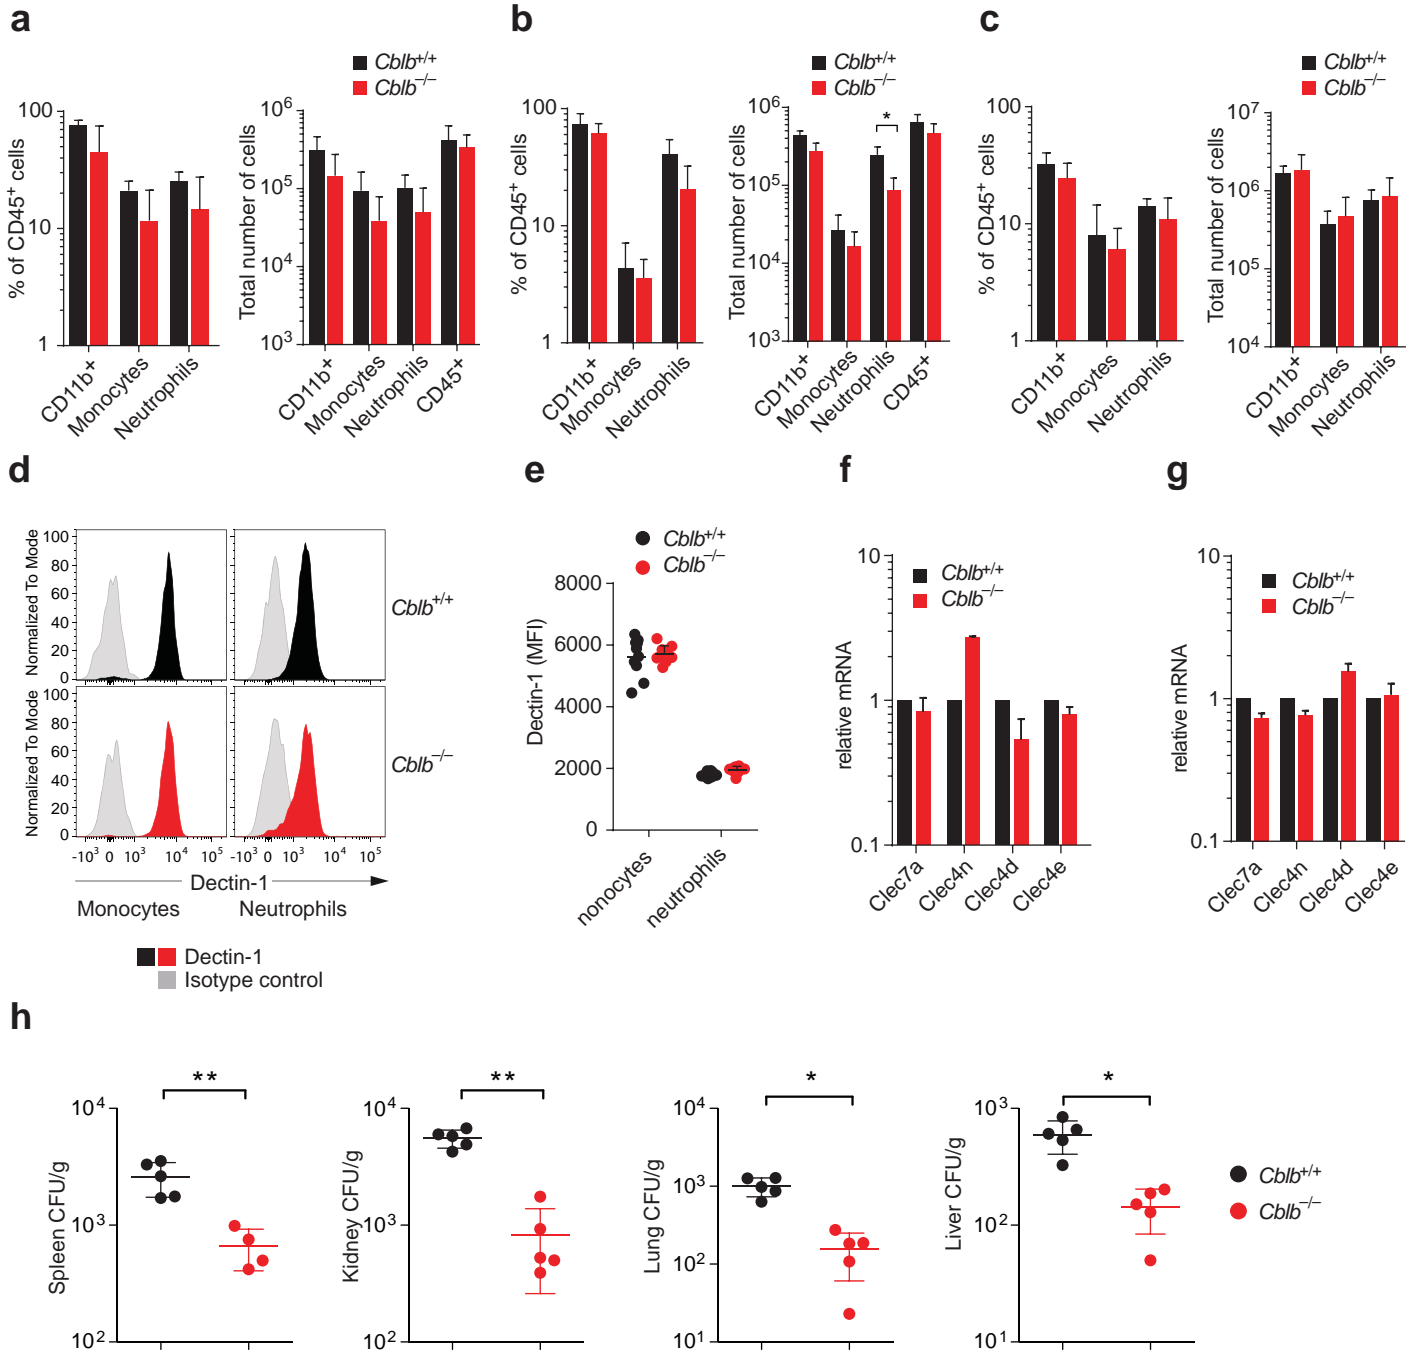 a
Cblb+/+
Cblb–/–
% of CD45+ cells
100
10
1
CD11b+
Monocytes
Neutrophils
Total number of cells
10^6
10^5
10^4
10^3
CD11b+
Monocytes
Neutrophils
CD45+
b
Cblb+/+
Cblb–/–
% of CD45+ cells
100
10
1
CD11b+
Monocytes
Neutrophils
Total number of cells
10^6
10^5
10^4
10^3
*
CD11b+
Monocytes
Neutrophils
CD45+
c
Cblb+/+
Cblb–/–
% of CD45+ cells
100
10
1
CD11b+
Monocytes
Neutrophils
Total number of cells
10^7
10^6
10^5
10^4
CD11b+
Monocytes
Neutrophils
d
Normalized To Mode
100
80
60
40
20
0
Cblb+/+
Normalized To Mode
100
80
60
40
20
0
Cblb–/–
-10^3 0 10^3 10^4 10^5
-10^3 0 10^3 10^4 10^5
Dectin-1
Monocytes
Neutrophils
Dectin-1
Isotype control
e
Cblb+/+
Cblb–/–
Dectin-1 (MFI)
8000
6000
4000
2000
0
nonocytes
neutrophils
f
Cblb+/+
Cblb–/–
relative mRNA
10
1
0.1
Clec7a
Clec4n
Clec4d
Clec4e
g
Cblb+/+
Cblb–/–
relative mRNA
10
1
0.1
Clec7a
Clec4n
Clec4d
Clec4e
h
**
Spleen CFU/g
10^4
10^3
10^2
**
Kidney CFU/g
10^4
10^3
10^2
*
Lung CFU/g
10^4
10^3
10^2
10^1
*
Liver CFU/g
10^3
10^2
10^1
Cblb+/+
Cblb–/–